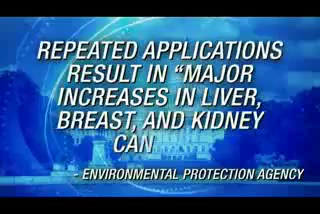 REPEATED APPLICATIONS
RESULT IN “MAJOR
INCREASES IN LIVER,
BREAST, AND KIDNEY
CAN
- ENVIRONMENTAL PROTECTION AGENCY